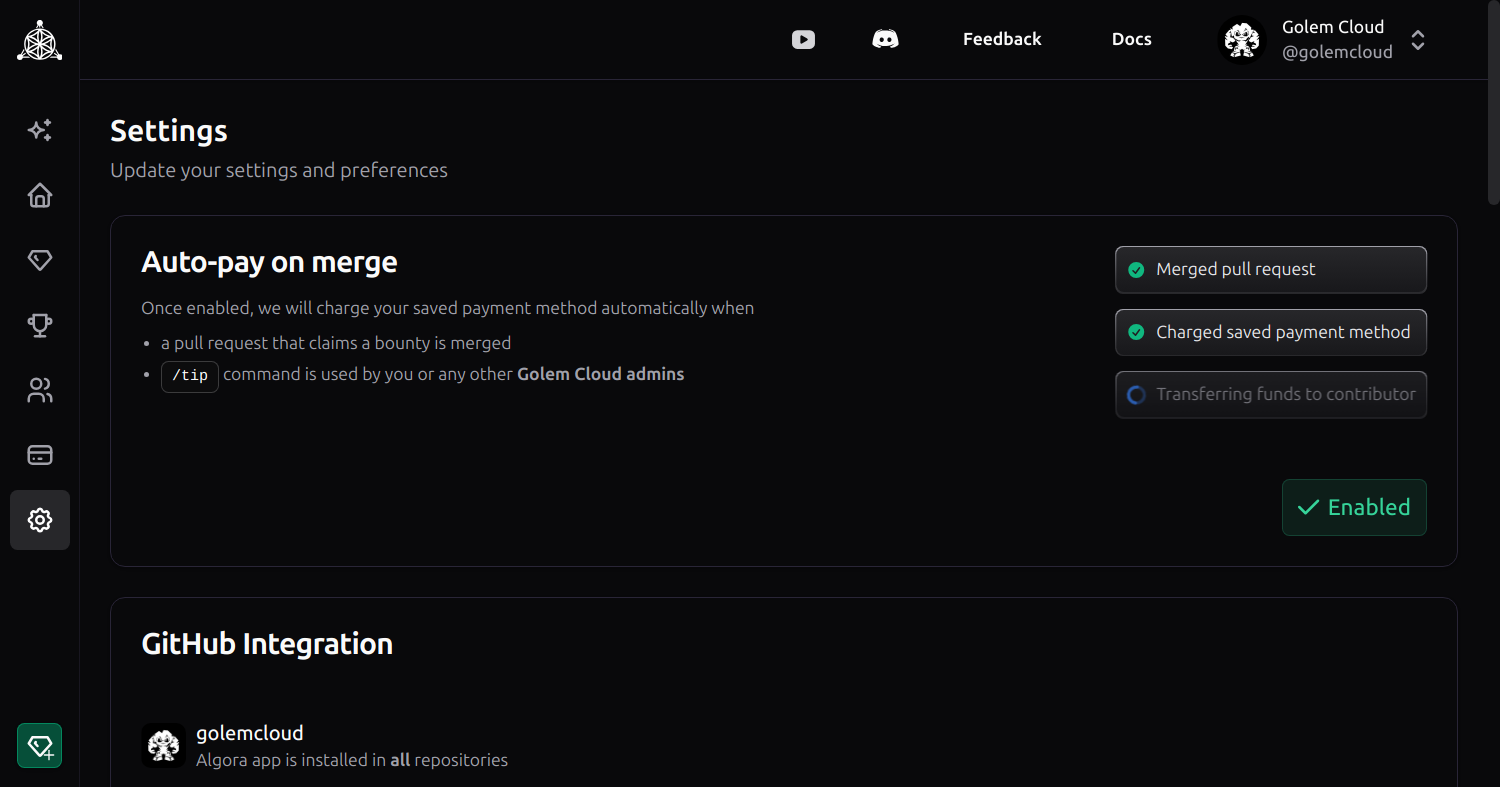 Feedback
Docs
Golem Cloud
@golemcloud
Settings
Update your settings and preferences
Auto-pay on merge
Once enabled, we will charge your saved payment method automatically when
• a pull request that claims a bounty is merged
• /tip command is used by you or any other Golem Cloud admins
Merged pull request
Charged saved payment method
Transferring funds to contributor
Enabled
GitHub Integration
golemcloud
Algora app is installed in all repositories